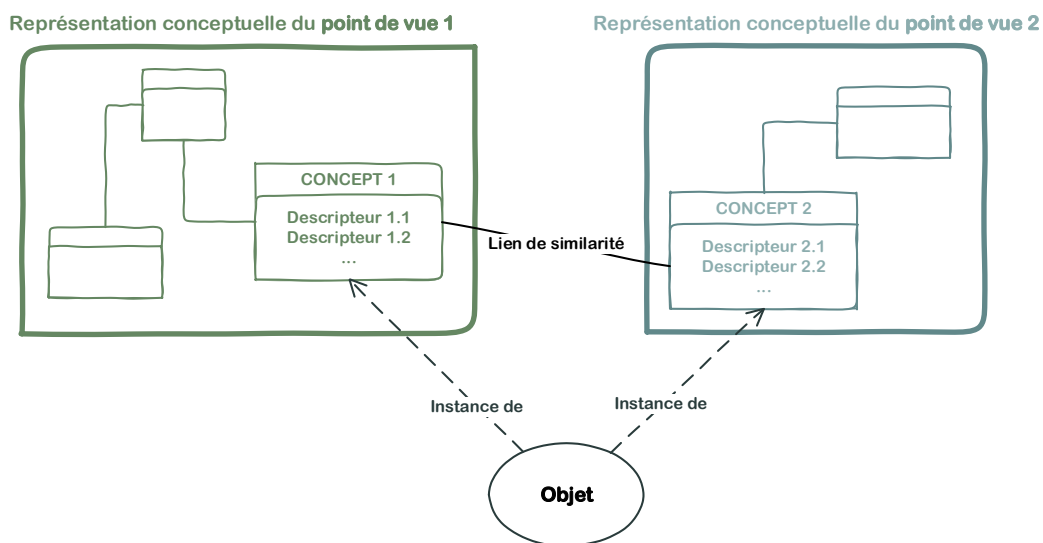 Représentation conceptuelle du point de vue 1
Représentation conceptuelle du point de vue 2
CONCEPT 1
Descripteur 1.1
Descripteur 1.2
...
CONCEPT 2
Descripteur 2.1
Descripteur 2.2
...
Lien de similarité
Instance de
Instance de
Objet